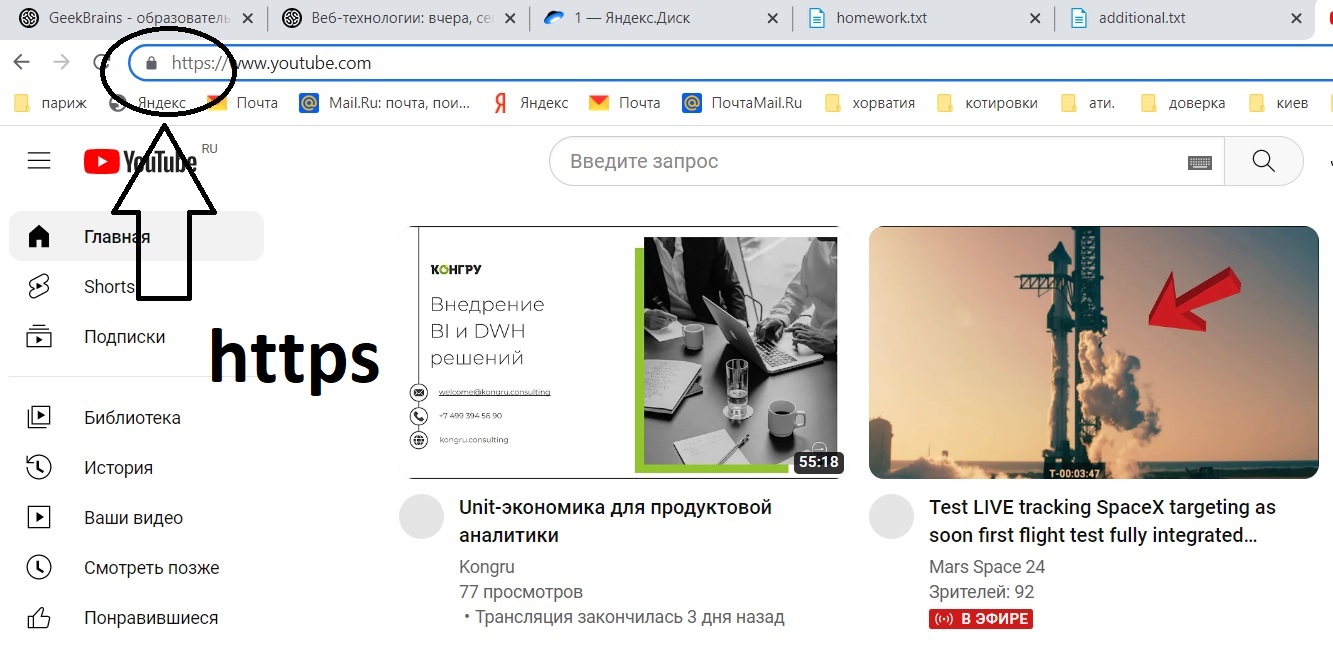 GeekBrains - образователь
Веб-технологии: вчера, се
1 — Яндекс.Диск
homework.txt
additional.txt
https://www.youtube.com
париж
Яндекс
Почта
Mail.Ru: почта, пои...
Яндекс
Почта
ПочтаMail.Ru
хорватия
котировки
ати.
доверка
киев
YouTube RU
Введите запрос
Главная
Shorts
Подписки
https
Библиотека
История
Ваши видео
Смотреть позже
Понравившиеся
КОНГРУ
Внедрение
BI и DWH
решений
welcome@kongru.consulting
+7 499 394 56 90
kongru.consulting
55:18
Unit-экономика для продуктовой
аналитики
Kongru
77 просмотров
• Трансляция закончилась 3 дня назад
T-00:03:47
Test LIVE tracking SpaceX targeting as
soon first flight test fully integrated...
Mars Space 24
Зрителей: 92
В ЭФИРЕ